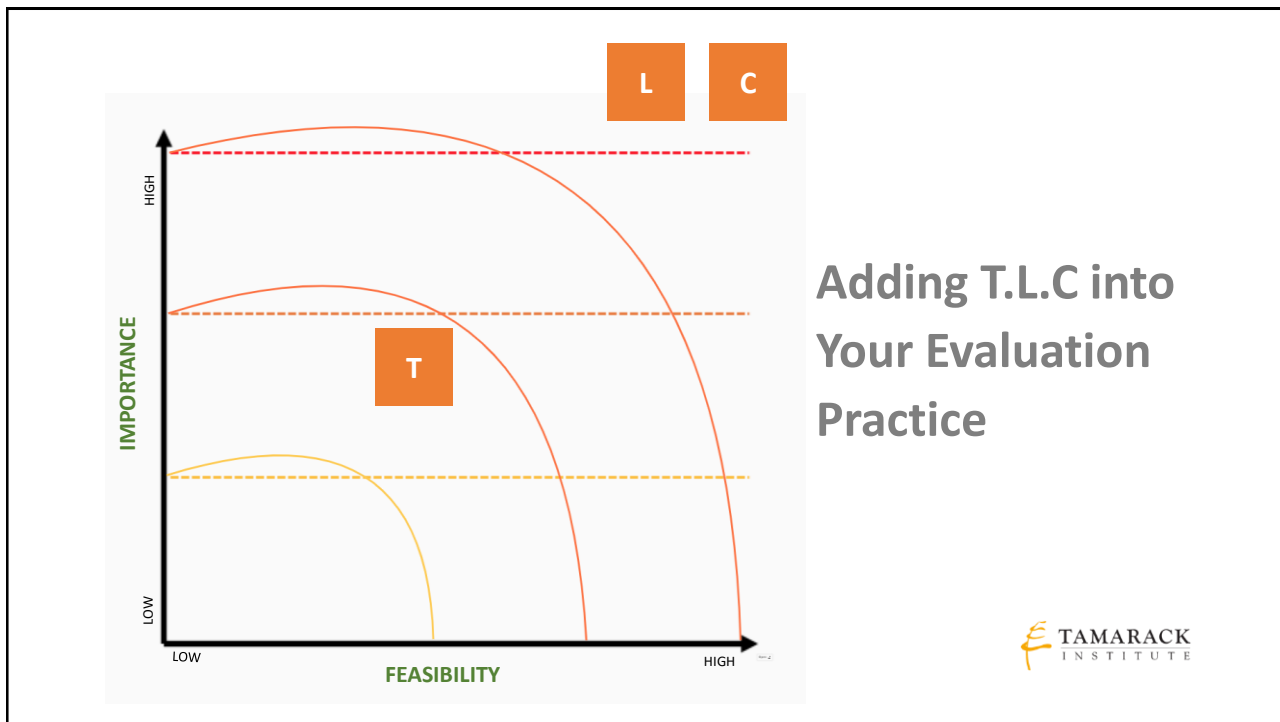 L
C
HIGH
IMPORTANCE
T
LOW
LOW
FEASIBILITY
HIGH
Adding T.L.C into
Your Evaluation
Practice
TAMARACK
INSTITUTE